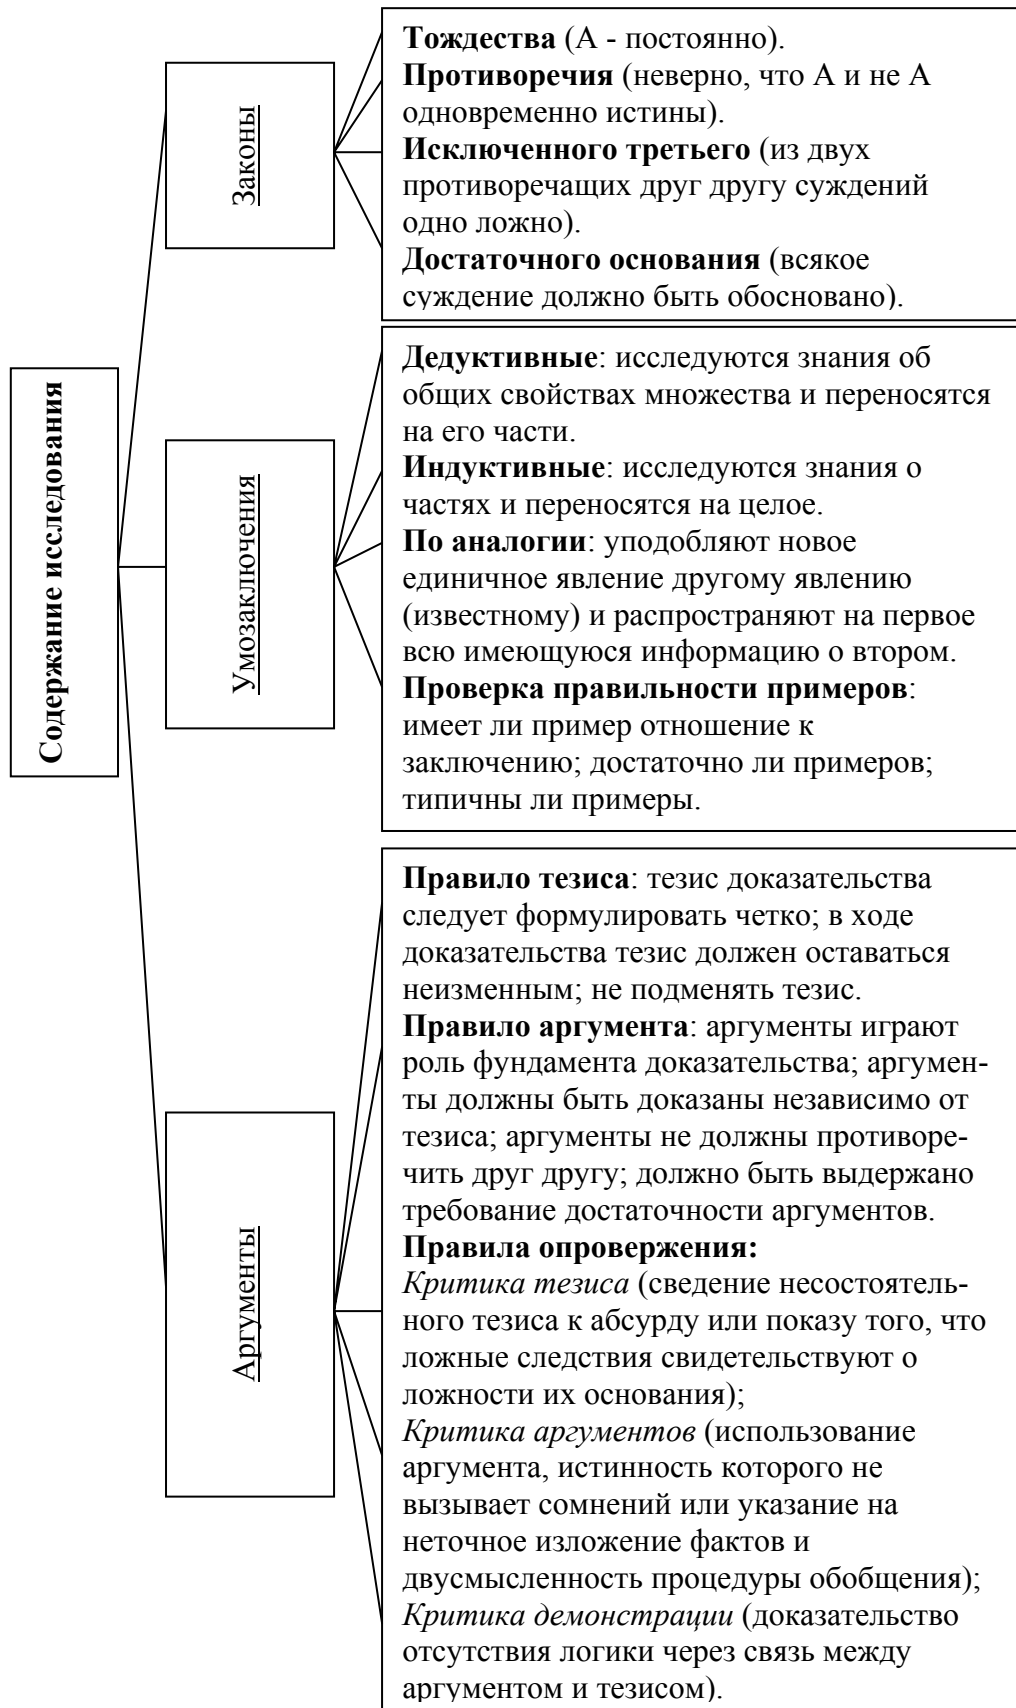 Содержание исследования
Законы
Тождества (А - постоянно).
Противоречия (неверно, что А и не А
одновременно истины).
Исключенного третьего (из двух
противоречащих друг другу суждений
одно ложно).
Достаточного основания (всякое
суждение должно быть обосновано).
Умозаключения
Дедуктивные: исследуются знания об
общих свойствах множества и переносятся
на его части.
Индуктивные: исследуются знания о
частях и переносятся на целое.
По аналогии: уподобляют новое
единичное явление другому явлению
(известному) и распространяют на первое
всю имеющуюся информацию о втором.
Проверка правильности примеров:
имеет ли пример отношение к
заключению; достаточно ли примеров;
типичны ли примеры.
Аргументы
Правило тезиса: тезис доказательства
следует формулировать четко; в ходе
доказательства тезис должен оставаться
неизменным; не подменять тезис.
Правило аргумента: аргументы играют
роль фундамента доказательства; аргумен-
ты должны быть доказаны независимо от
тезиса; аргументы не должны противоре-
чить друг другу; должно быть выдержано
требование достаточности аргументов.
Правила опровержения:
Критика тезиса (сведение несостоятель-
ного тезиса к абсурду или показу того, что
ложные следствия свидетельствуют о
ложности их основания);
Критика аргументов (использование
аргумента, истинность которого не
вызывает сомнений или указание на
неточное изложение фактов и
двусмысленность процедуры обобщения);
Критика демонстрации (доказательство
отсутствия логики через связь между
аргументом и тезисом).